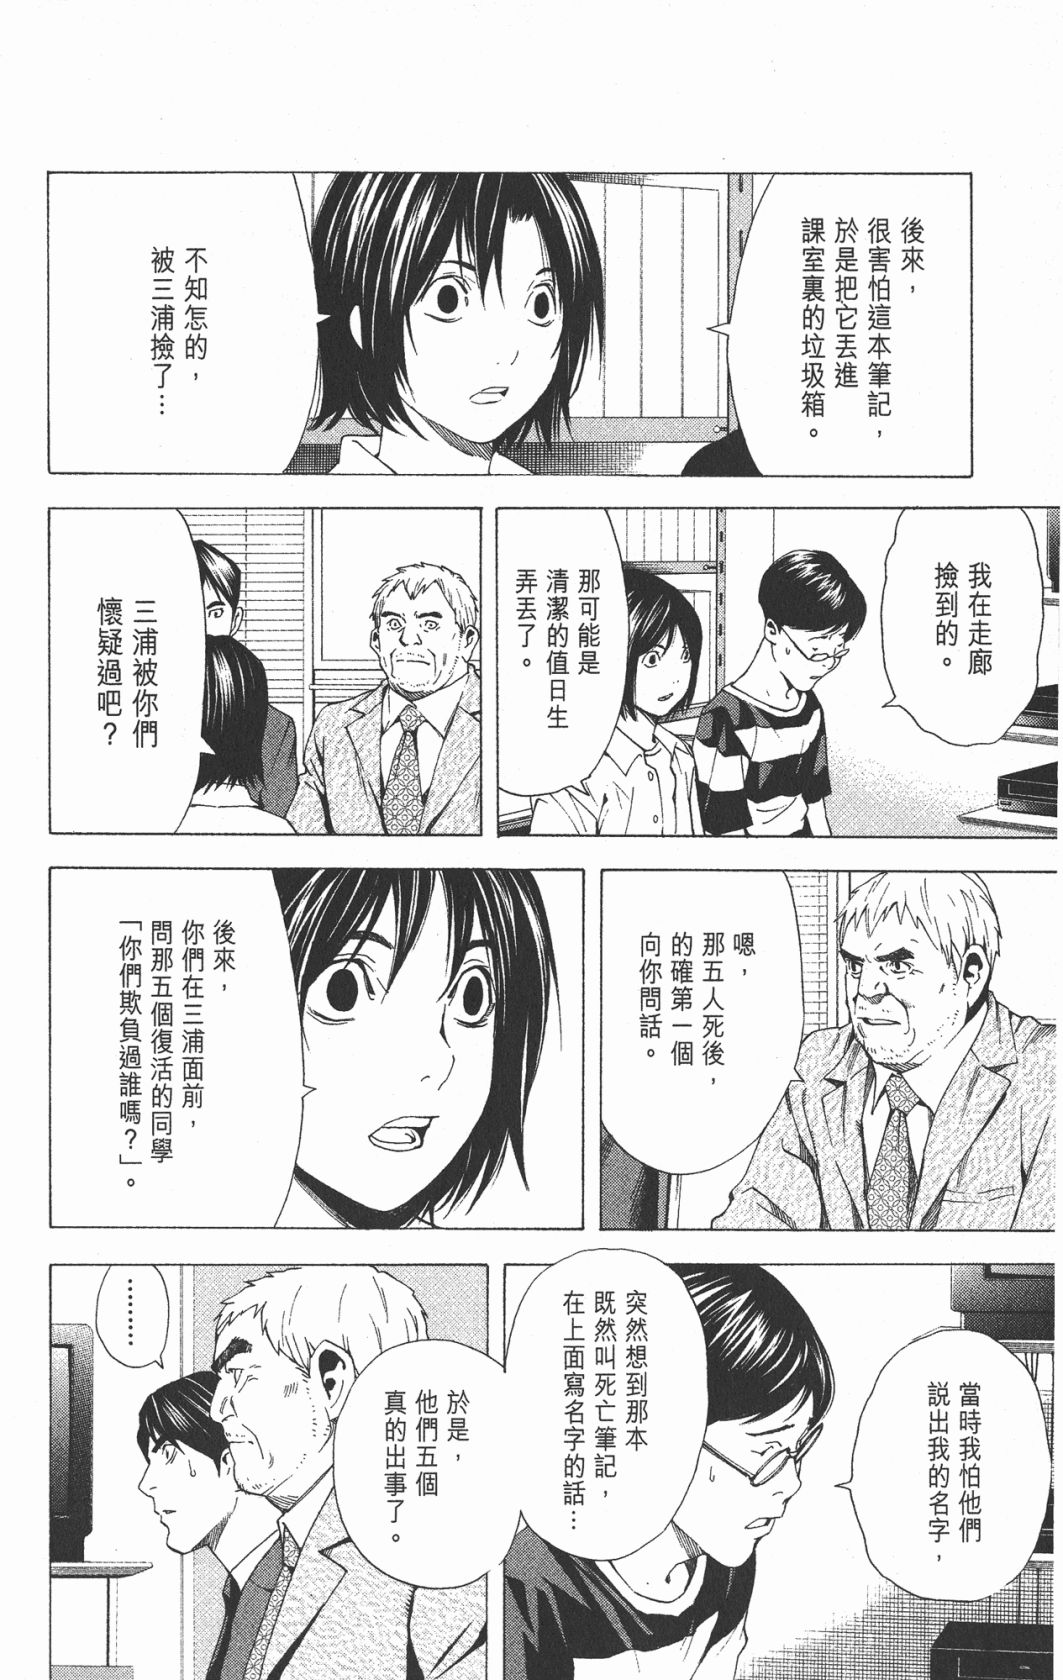 後來，
很害怕這本筆記，
於是把它丟進
課室裏的垃圾箱。
不知怎的，
被三浦撿了…
我在走廊
撿到的。
那可能是
清潔的值日生
弄丟了。
三浦被你們
懷疑過吧？
嗯，
那五人死後，
的確第一個
向你問話。
後來，
你們在三浦面前，
問那五個復活的同學
「你們欺負過誰嗎？」。
當時我怕他們
説出我的名字，
突然想到那本
既然叫死亡筆記，
在上面寫名字的話…
於是，
他們五個
真的出事了。
………